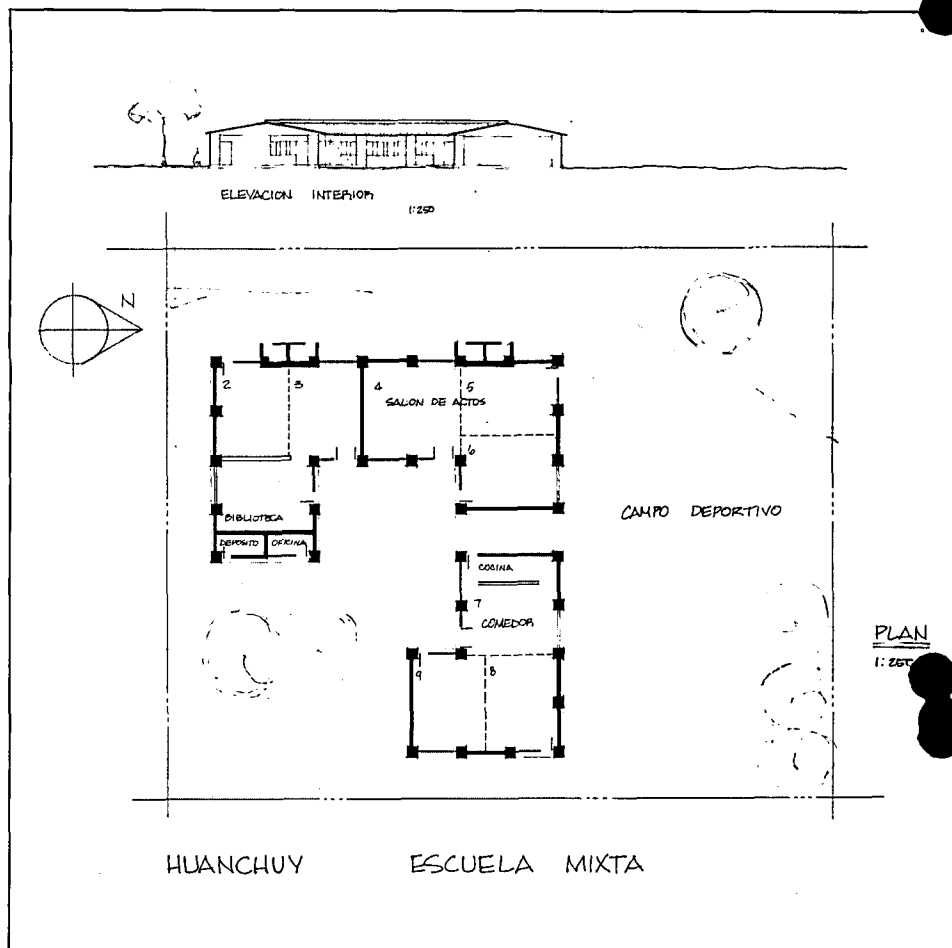 ELEVACION INTERIOR
1:250
N
2 3 4 5
SALON DE ACTOS
6
CAMPO DEPORTIVO
BIBLIOTECA
DEPOSITO OFICINA
COCINA
7
COMEDOR
PLAN
9 8
HUANCHUY ESCUELA MIXTA